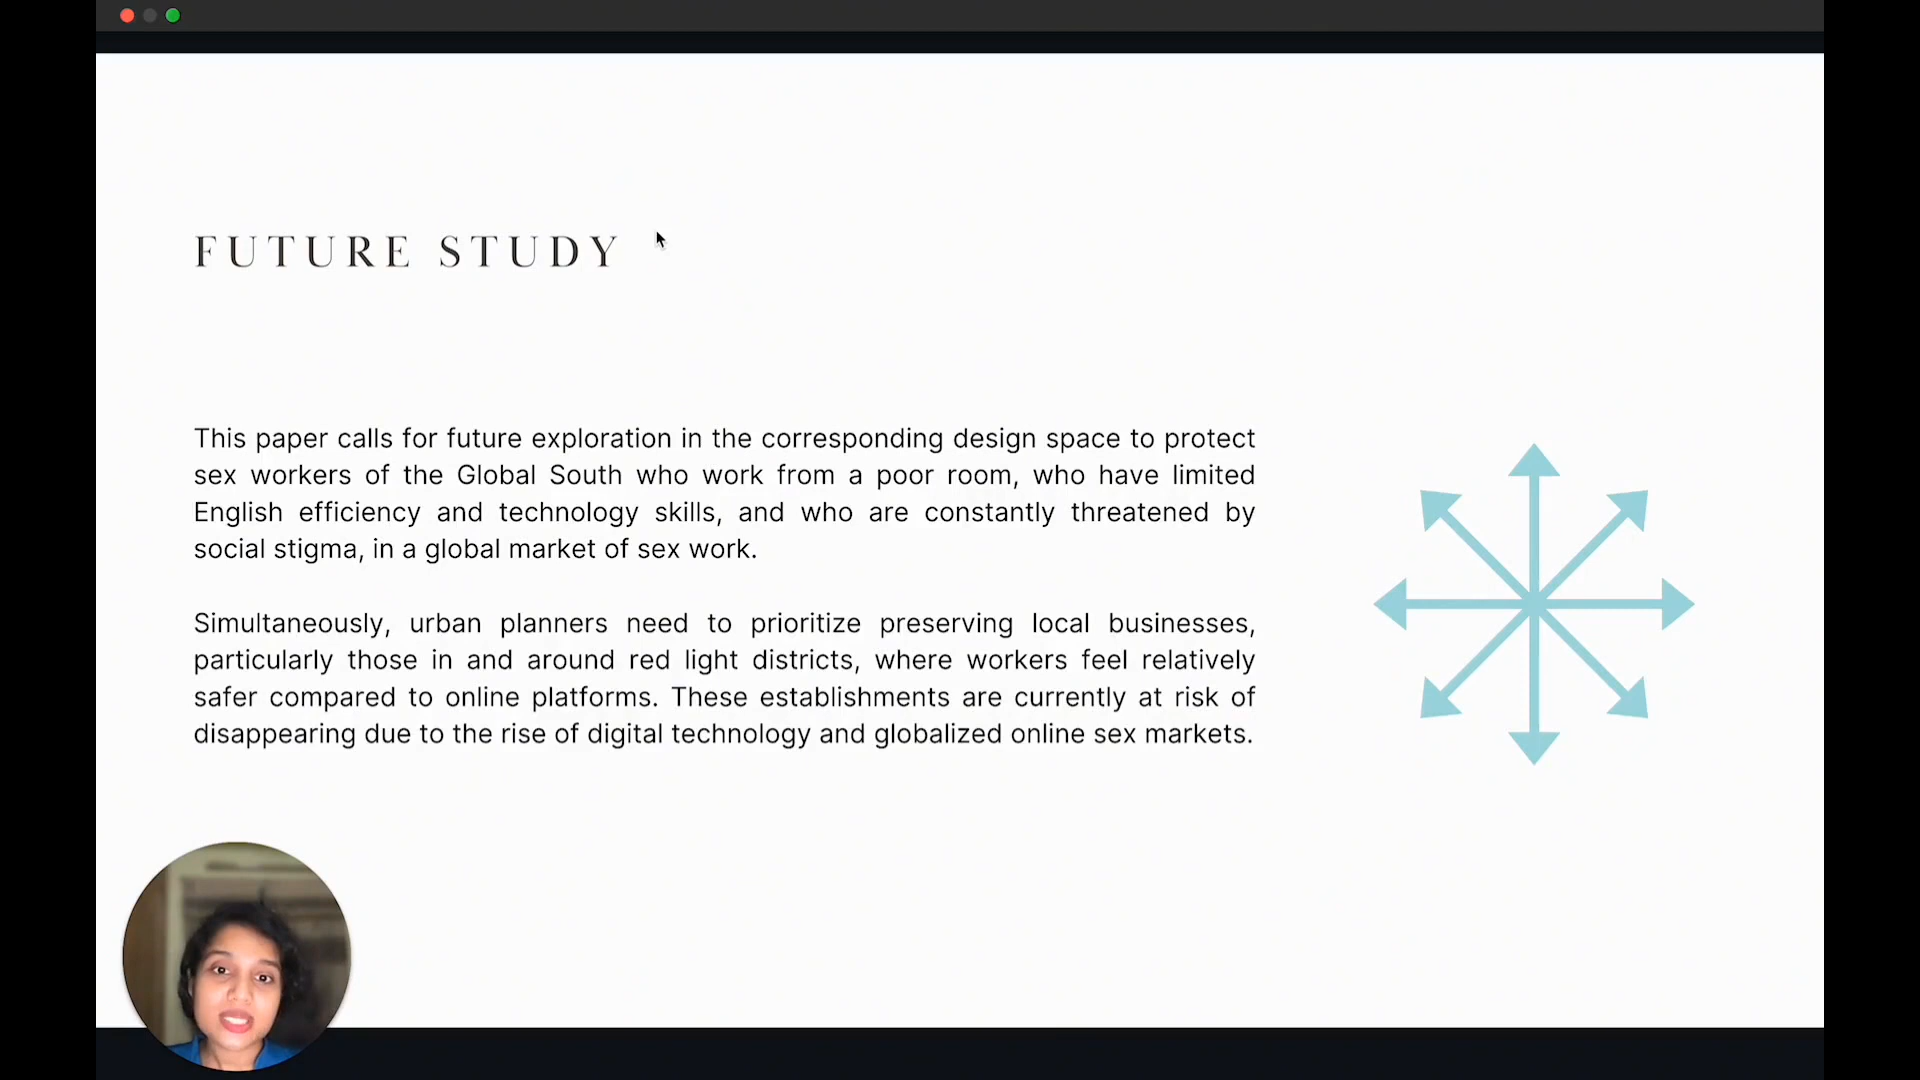 FUTURE STUDY
This paper calls for future exploration in the corresponding design space to protect
sex workers of the Global South who work from a poor room, who have limited
English efficiency and technology skills, and who are constantly threatened by
social stigma, in a global market of sex work.
Simultaneously, urban planners need to prioritize preserving local businesses,
particularly those in and around red light districts, where workers feel relatively
safer compared to online platforms. These establishments are currently at risk of
disappearing due to the rise of digital technology and globalized online sex markets.